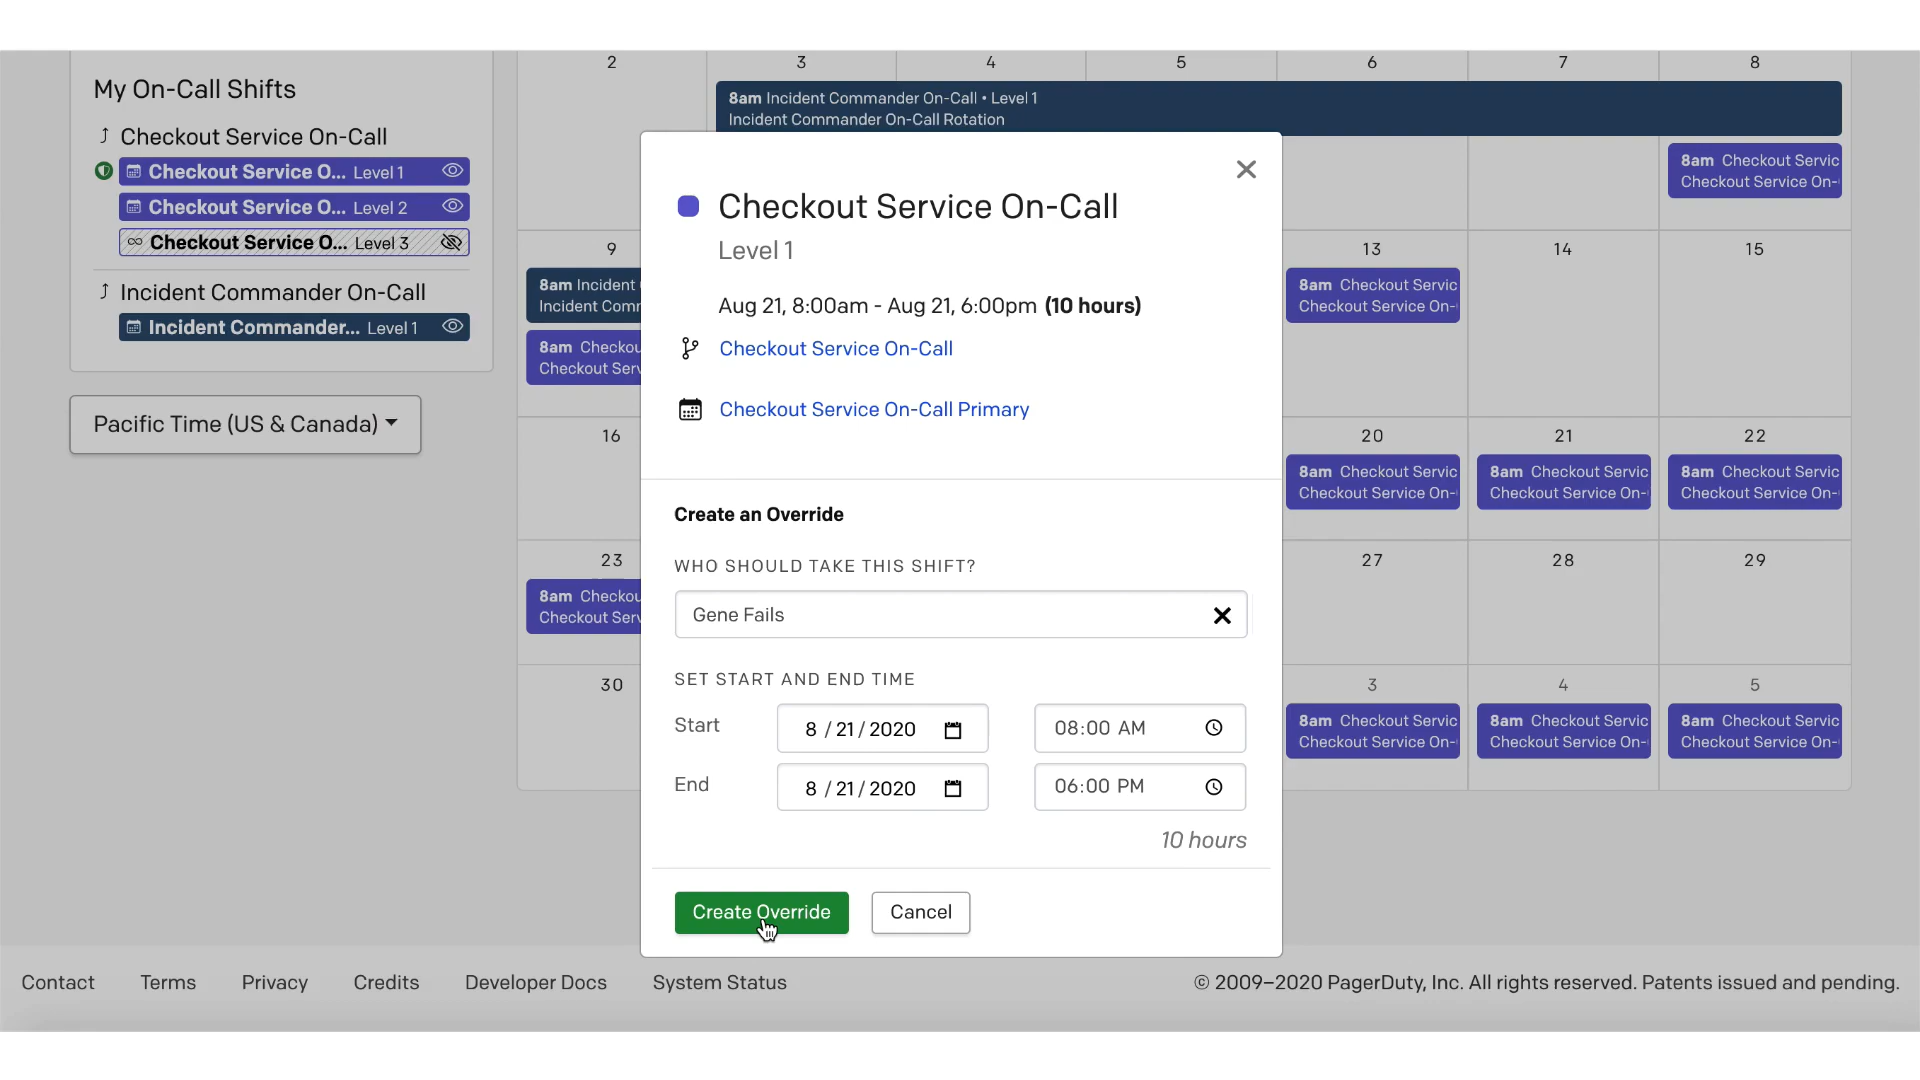 My On-Call Shifts
Checkout Service On-Call
Checkout Service O... Level 1
Checkout Service O... Level 2
Checkout Service O... Level 3
Incident Commander On-Call
Incident Commander... Level 1
Pacific Time (US & Canada)
2 3 4 5 6 7 8
8am Incident Commander On-Call • Level 1
Incident Commander On-Call Rotation
8am Checkout Servic
Checkout Service On-
9 13 14 15
8am Incident
Incident Comm
8am Checkou
Checkout Serv
8am Checkout Servic
Checkout Service On-
16 20 21 22
8am Checkout Servic 8am Checkout Servic 8am Checkout Servic
Checkout Service On- Checkout Service On- Checkout Service On-
23 27 28 29
8am Checkou
Checkout Serv
30 3 4 5
8am Checkout Servic 8am Checkout Servic 8am Checkout Servic
Checkout Service On- Checkout Service On- Checkout Service On-
Checkout Service On-Call
Level 1
Aug 21, 8:00am - Aug 21, 6:00pm (10 hours)
Checkout Service On-Call
Checkout Service On-Call Primary
Create an Override
WHO SHOULD TAKE THIS SHIFT?
Gene Fails
SET START AND END TIME
Start 8 / 21 / 2020 08:00 AM
End 8 / 21 / 2020 06:00 PM
10 hours
Create Override Cancel
Contact Terms Privacy Credits Developer Docs System Status © 2009–2020 PagerDuty, Inc. All rights reserved. Patents issued and pending.